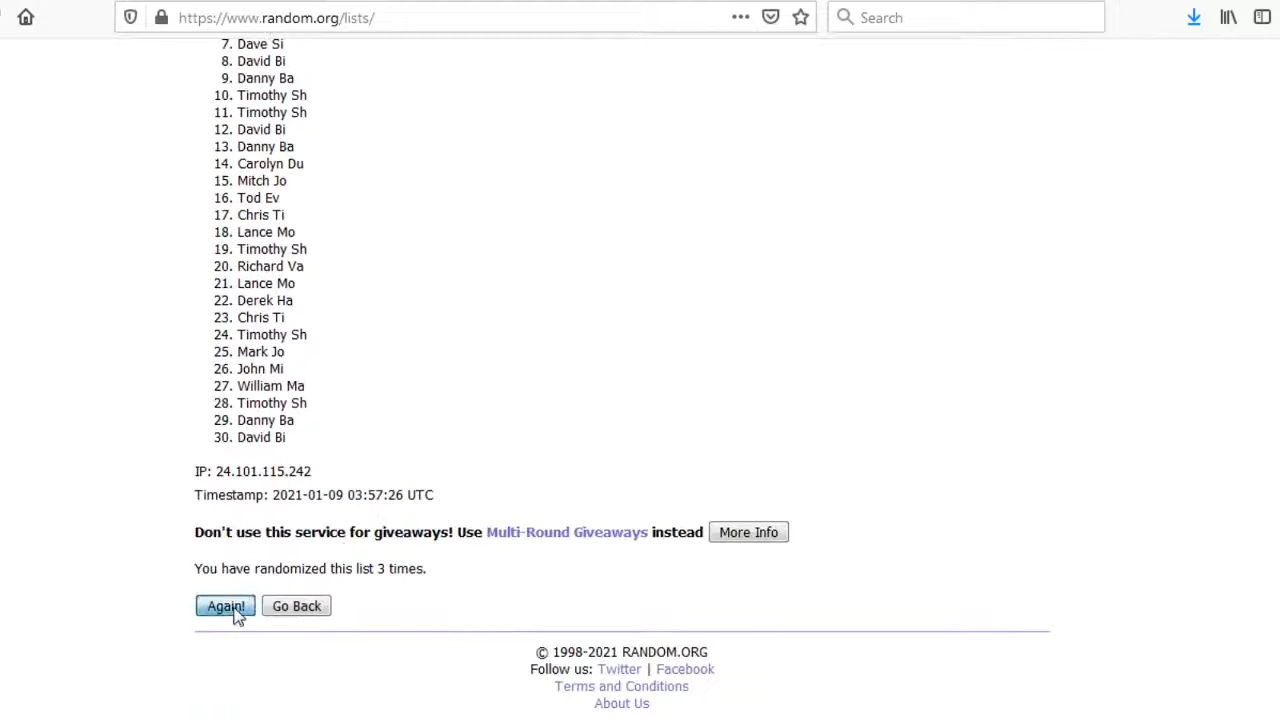 https://www.random.org/lists/
Search
7. Dave Si
8. David Bi
9. Danny Ba
10. Timothy Sh
11. Timothy Sh
12. David Bi
13. Danny Ba
14. Carolyn Du
15. Mitch Jo
16. Tod Ev
17. Chris Ti
18. Lance Mo
19. Timothy Sh
20. Richard Va
21. Lance Mo
22. Derek Ha
23. Chris Ti
24. Timothy Sh
25. Mark Jo
26. John Mi
27. William Ma
28. Timothy Sh
29. Danny Ba
30. David Bi
IP: 24.101.115.242
Timestamp: 2021-01-09 03:57:26 UTC
Don't use this service for giveaways! Use Multi-Round Giveaways instead More Info
You have randomized this list 3 times.
Again! Go Back
© 1998-2021 RANDOM.ORG
Follow us: Twitter | Facebook
Terms and Conditions
About Us